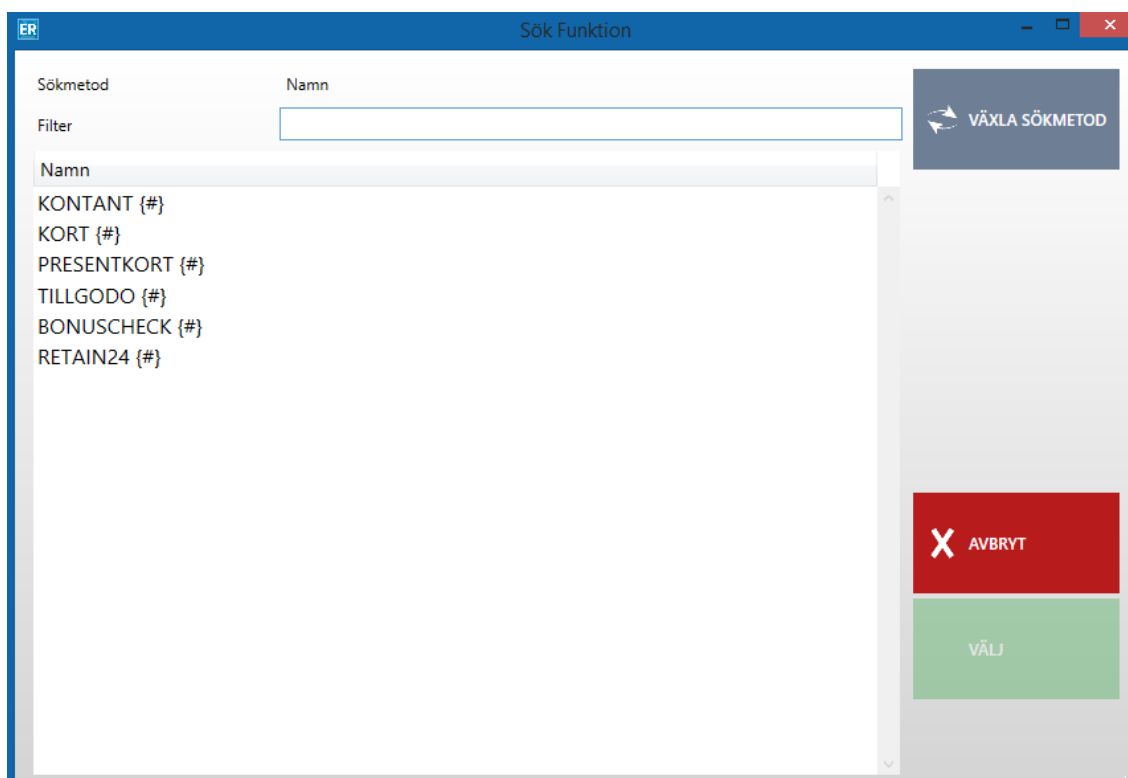 ER Sök Funktion
Sökmetod Namn
VÄXLA SÖKMETOD
Filter
Namn
KONTANT {#}
KORT {#}
PRESENTKORT {#}
TILLGODO {#}
BONUSCHECK {#}
RETAIN24 {#}
X AVBRYT
VÄLJ